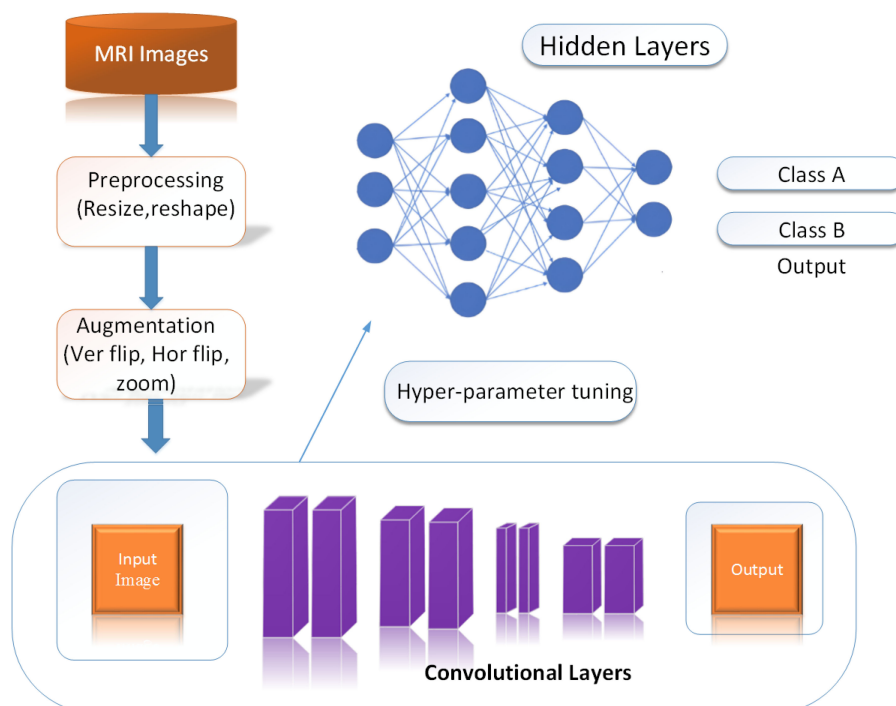 MRI Images
Preprocessing
(Resize,reshape)
Augmentation
(Ver flip, Hor flip,
zoom)
Hidden Layers
Class A
Class B
Output
Hyper-parameter tuning
Input
Image
Convolutional Layers
Output